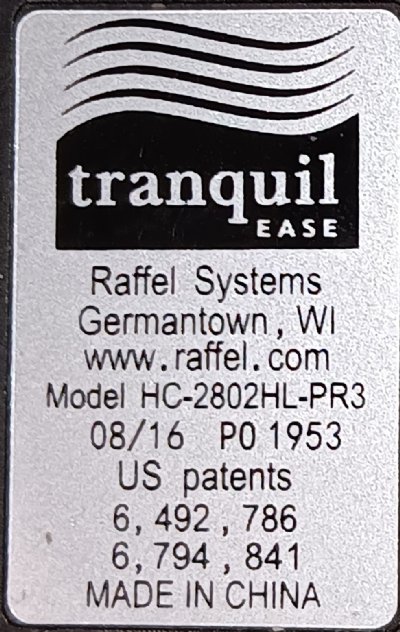 tranquil
EASE
Raffel Systems
Germantown, WI
www.raffel.com
Model HC-2802HL-PR3
08/16 PO 1953
US patents
6, 492, 786
6, 794, 841
MADE IN CHINA